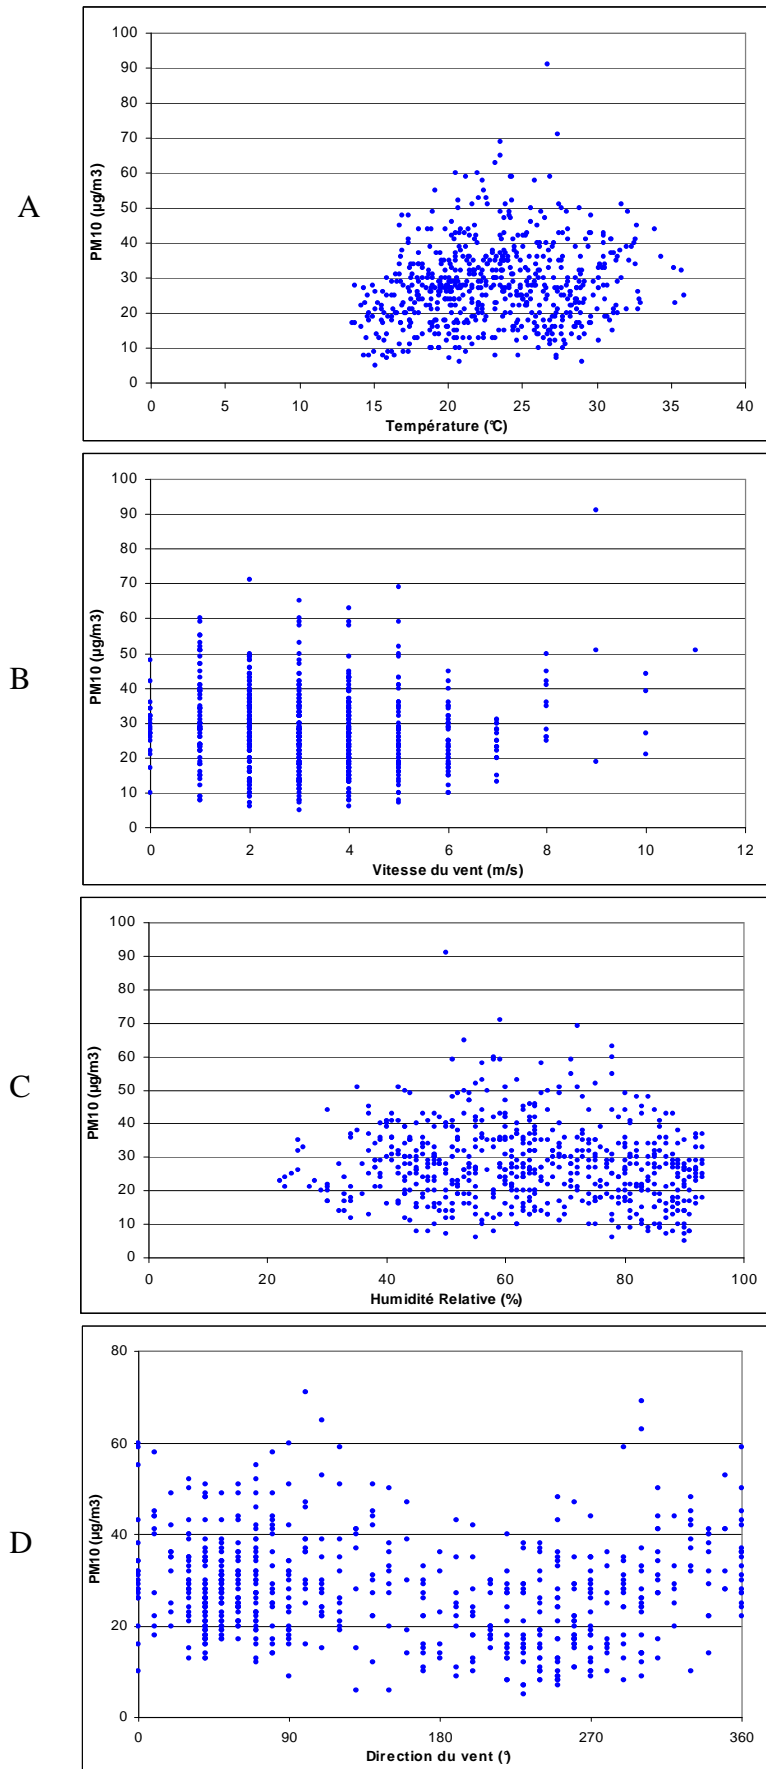 A
PM10 (µg/m3)
100
90
80
70
60
50
40
30
20
10
0
0 5 10 15 20 25 30 35 40
Température (°C)
B
PM10 (µg/m3)
100
90
80
70
60
50
40
30
20
10
0
0 2 4 6 8 10 12
Vitesse du vent (m/s)
C
PM10 (µg/m3)
100
90
80
70
60
50
40
30
20
10
0
0 20 40 60 80 100
Humidité Relative (%)
D
PM10 (µg/m3)
80
60
40
20
0
0 90 180 270 360
Direction du vent (°)